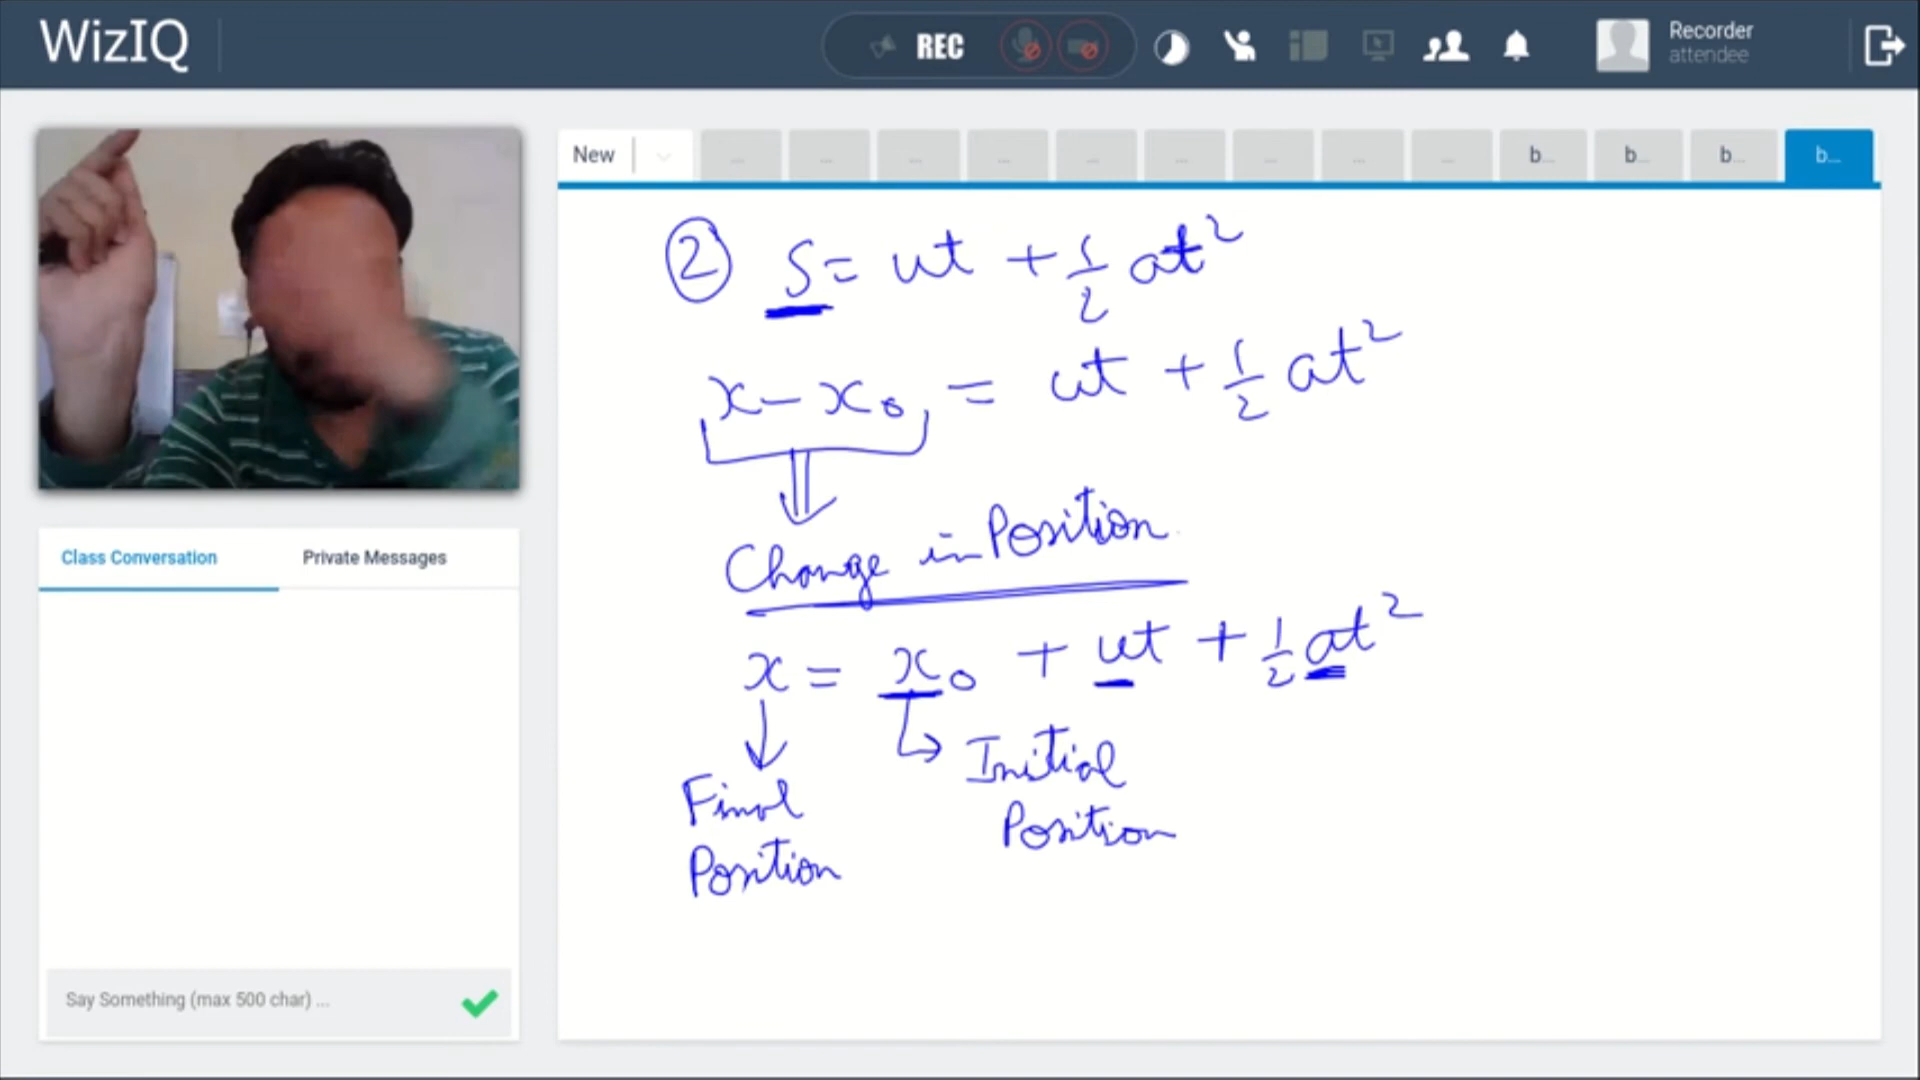 WizIQ
REC
Recorder
attendee
New
... ... ... ... ... ... ... ... ... b... b... b... b...
② S = ut + 1/2 at²
x - x₀ = ut + 1/2 at²
Change in Position
x = x₀ + ut + 1/2 at²
Initial
Position
Final
Position
Class Conversation
Private Messages
Say Something (max 500 char) ...